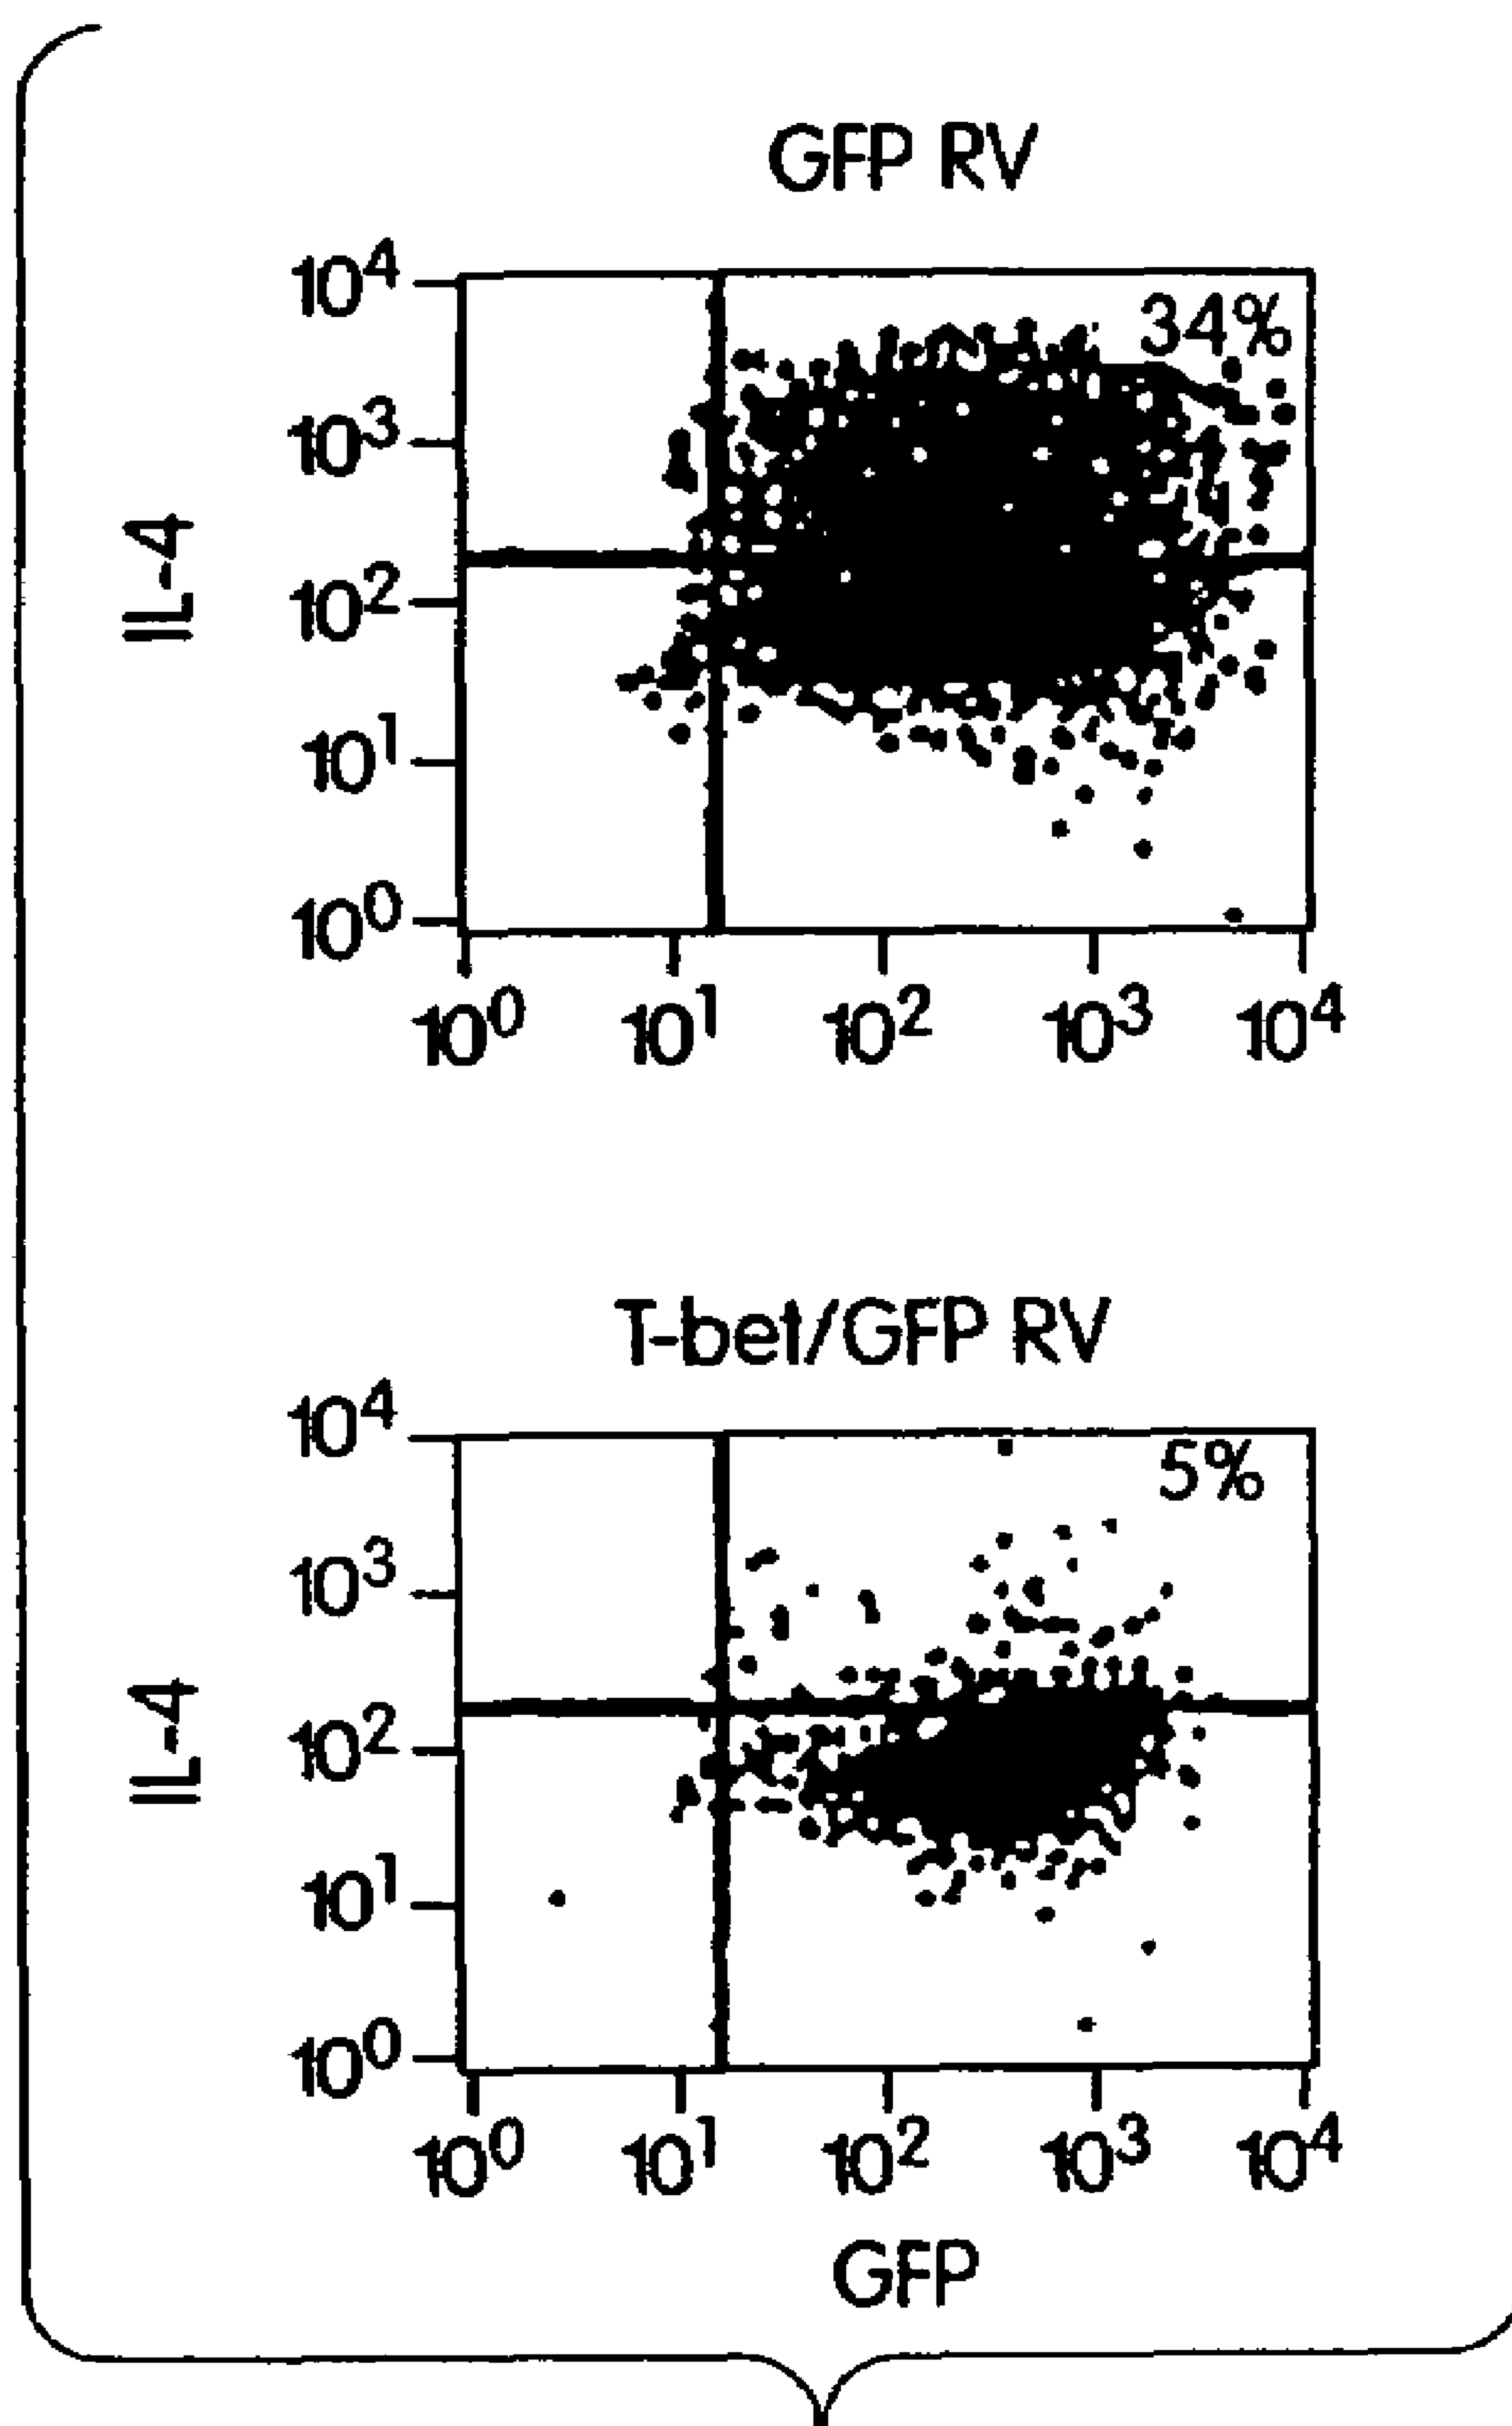 GFP RV
34%
10⁴
10³
10²
10¹
10⁰
IL-4
10⁰ 10¹ 10² 10³ 10⁴
T-bet/GFP RV
5%
10⁴
10³
10²
10¹
10⁰
IL-4
10⁰ 10¹ 10² 10³ 10⁴
GFP